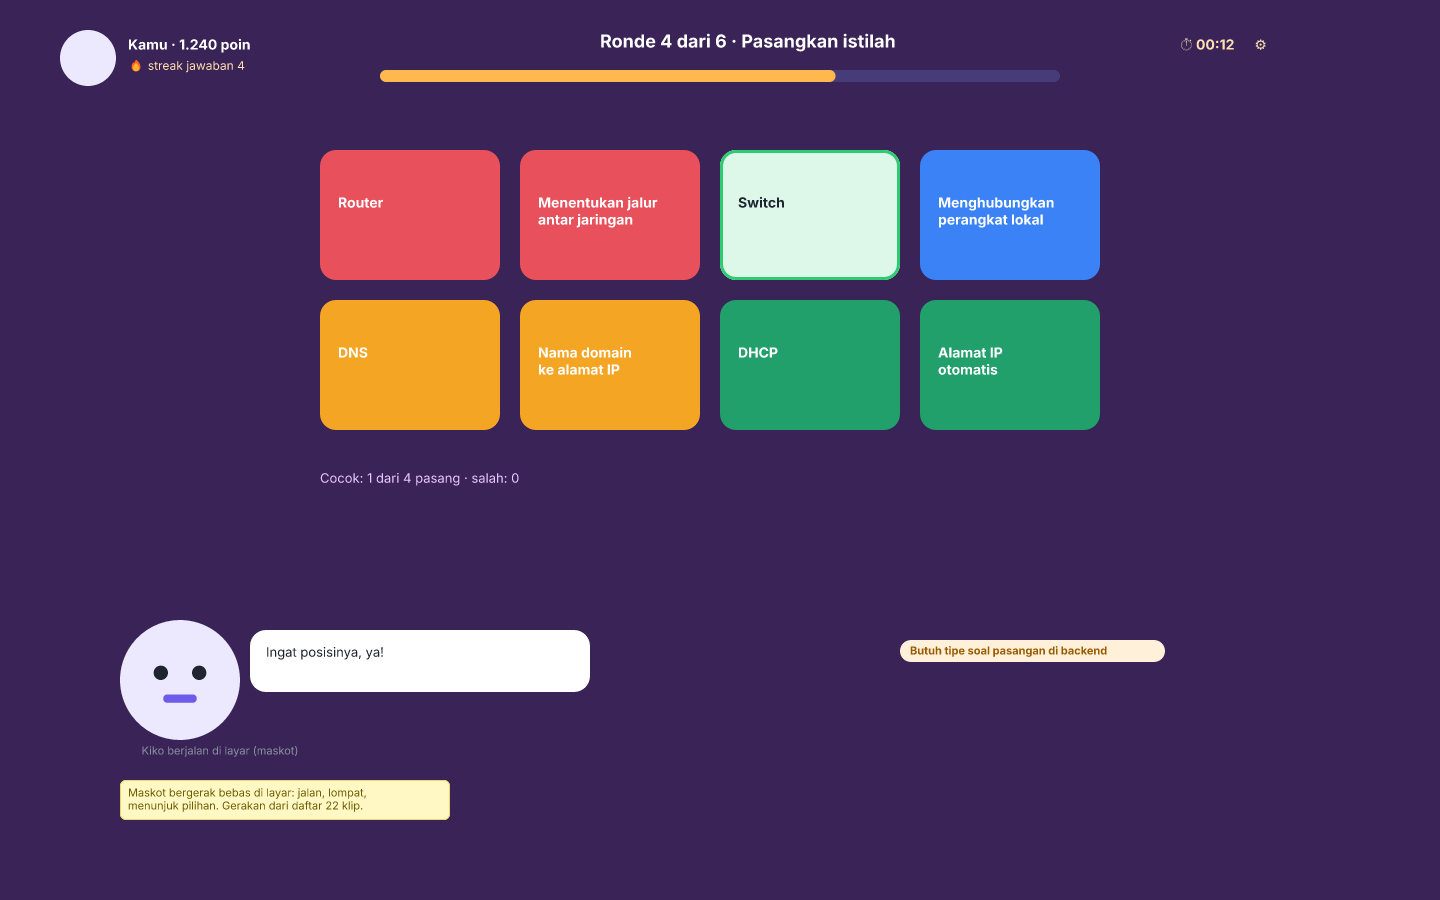 Kamu · 1.240 poin
🔥 streak jawaban 4
Ronde 4 dari 6 · Pasangkan istilah
⏱ 00:12 ⚙
Router
Menentukan jalur
antar jaringan
Switch
Menghubungkan
perangkat lokal
DNS
Nama domain
ke alamat IP
DHCP
Alamat IP
otomatis
Cocok: 1 dari 4 pasang · salah: 0
Ingat posisinya, ya!
Butuh tipe soal pasangan di backend
Kiko berjalan di layar (maskot)
Maskot bergerak bebas di layar: jalan, lompat,
menunjuk pilihan. Gerakan dari daftar 22 klip.